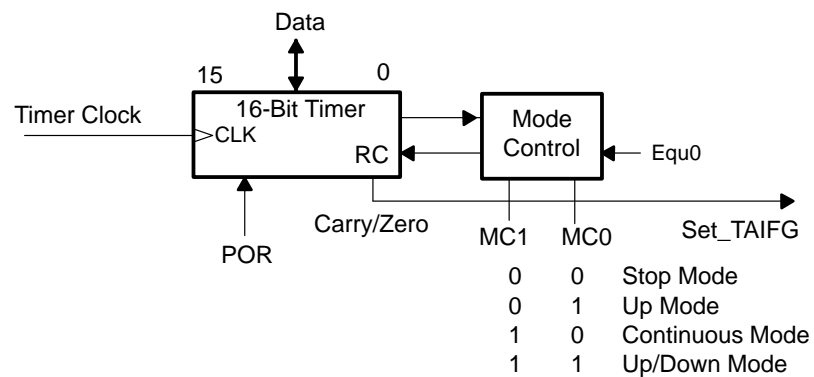 Data
15 0
16-Bit Timer
Timer Clock
CLK
RC
Mode
Control
Equ0
Carry/Zero
POR
MC1 MC0
Set_TAIFG
0 0 Stop Mode
0 1 Up Mode
1 0 Continuous Mode
1 1 Up/Down Mode